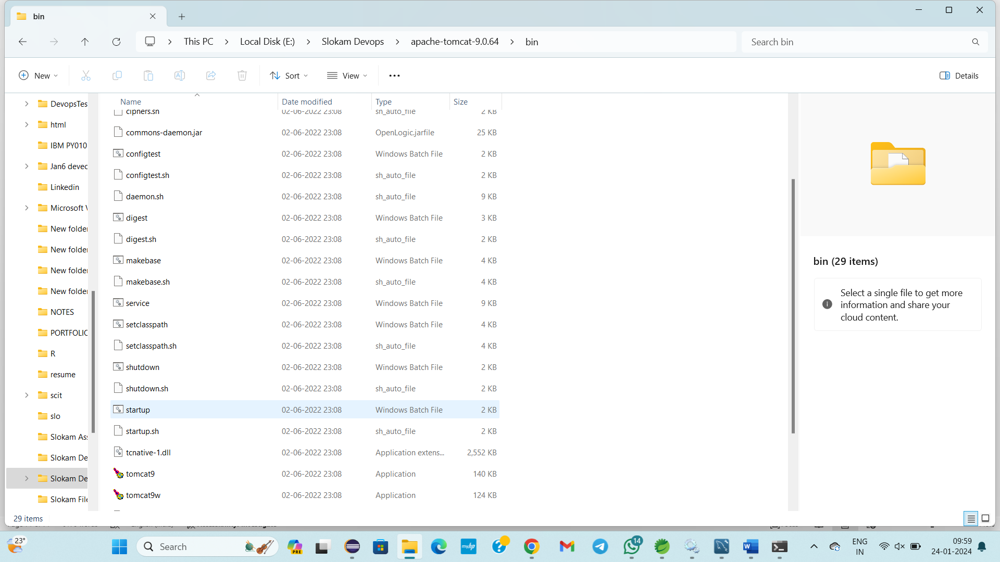 bin
This PC > Local Disk (E:) > Slokam Devops > apache-tomcat-9.0.64 > bin
Search bin
New
Sort
View
Details
DevopsTes
html
IBM PY010
Jan6 devec
Linkedin
Microsoft V
New folde
New folde
New folde
New folde
NOTES
PORTFOLIO
R
resume
scit
slo
Slokam Ass
Slokam De
Slokam De
Slokam File
Name Date modified Type Size
ciphers.sh 02-06-2022 23:08 sh_auto_file 2 KB
commons-daemon.jar 02-06-2022 23:08 OpenLogic.jarfile 25 KB
configtest 02-06-2022 23:08 Windows Batch File 2 KB
configtest.sh 02-06-2022 23:08 sh_auto_file 2 KB
daemon.sh 02-06-2022 23:08 sh_auto_file 9 KB
digest 02-06-2022 23:08 Windows Batch File 3 KB
digest.sh 02-06-2022 23:08 sh_auto_file 2 KB
makebase 02-06-2022 23:08 Windows Batch File 4 KB
makebase.sh 02-06-2022 23:08 sh_auto_file 4 KB
service 02-06-2022 23:08 Windows Batch File 9 KB
setclasspath 02-06-2022 23:08 Windows Batch File 4 KB
setclasspath.sh 02-06-2022 23:08 sh_auto_file 4 KB
shutdown 02-06-2022 23:08 Windows Batch File 2 KB
shutdown.sh 02-06-2022 23:08 sh_auto_file 2 KB
startup 02-06-2022 23:08 Windows Batch File 2 KB
startup.sh 02-06-2022 23:08 sh_auto_file 2 KB
tcnative-1.dll 02-06-2022 23:08 Application extens... 2,552 KB
tomcat9 02-06-2022 23:08 Application 140 KB
tomcat9w 02-06-2022 23:08 Application 124 KB
bin (29 items)
Select a single file to get more
information and share your
cloud content.
29 items
23°
Search
PRE
myhp
14
ENG
IN
09:59
24-01-2024